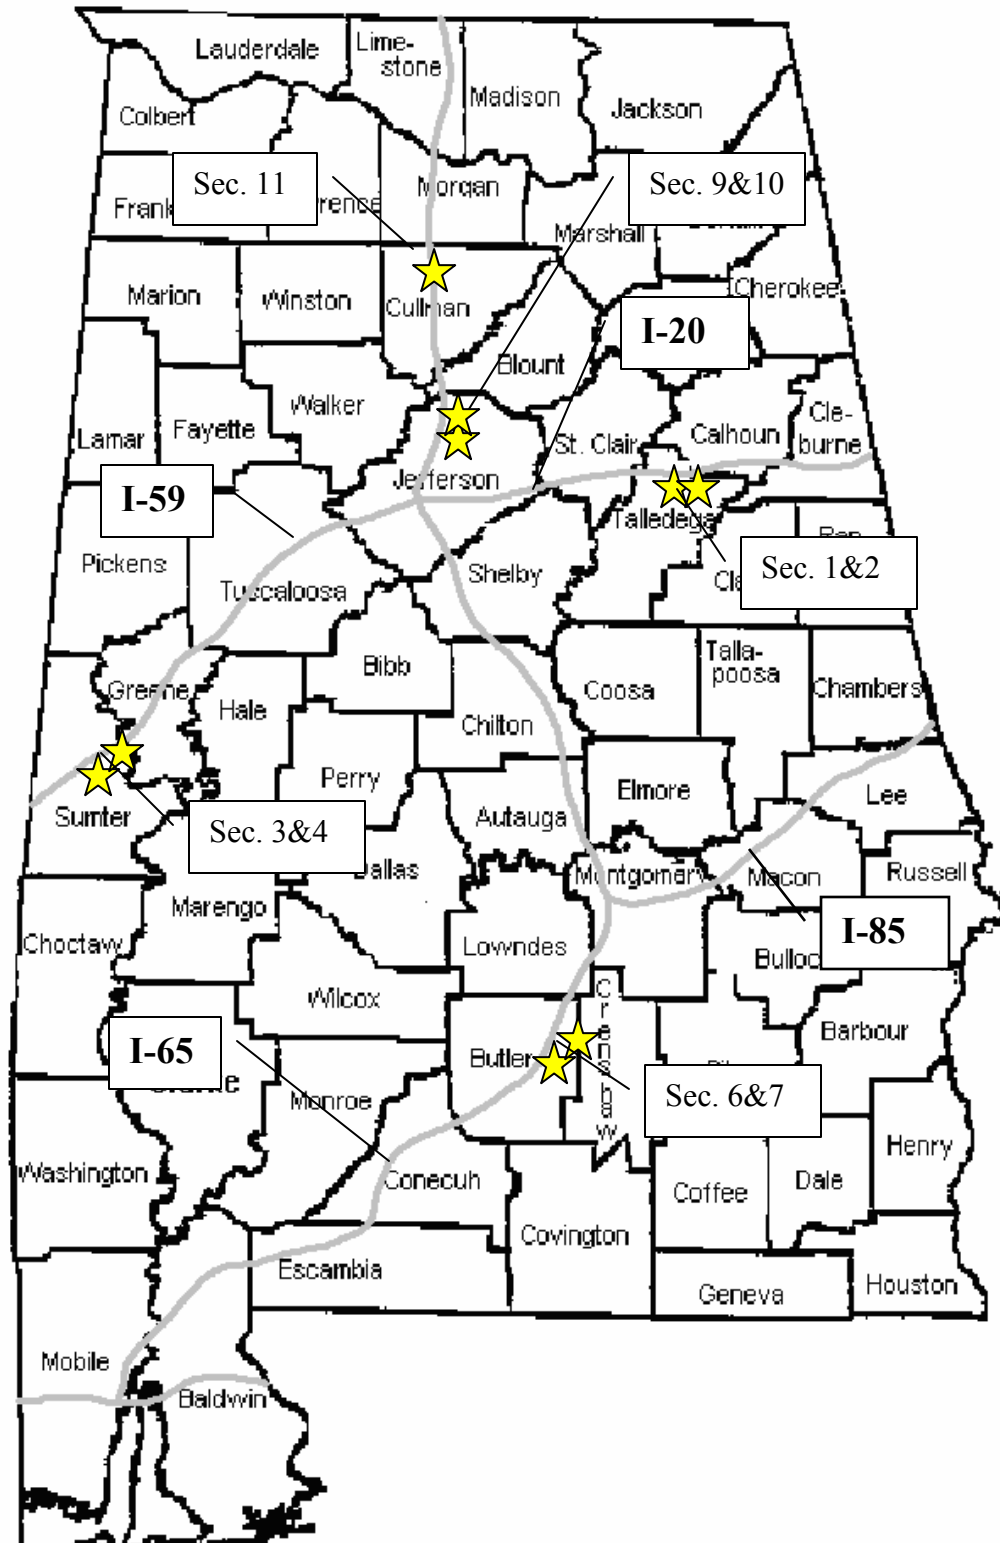 Lauderdale
Lime-
stone
Madison
Jackson
Colbert
Sec. 11
Morgan
Sec. 9&10
Frank
rence
Marshall
Marion
Winston
Cullman
Cherokee
I-20
Blount
Walker
Cle-
burne
Lamar
Fayette
St. Clair
Calhoun
Jefferson
I-59
Talledega
Pickens
Shelby
Cla
Sec. 1&2
Tuscaloosa
Bibb
Talla-
poosa
Greene
Hale
Coosa
Chambers
Chilton
Perry
Elmore
Lee
Sumter
Sec. 3&4
Autauga
Dallas
Montgomery
Macon
Russell
Marengo
Choctaw
Lowndes
I-85
Bulloc
Wilcox
Crenshaw
Barbour
I-65
Butler
Sec. 6&7
Monroe
Henry
Washington
Conecuh
Coffee
Dale
Covington
Escambia
Geneva
Houston
Mobile
Baldwin